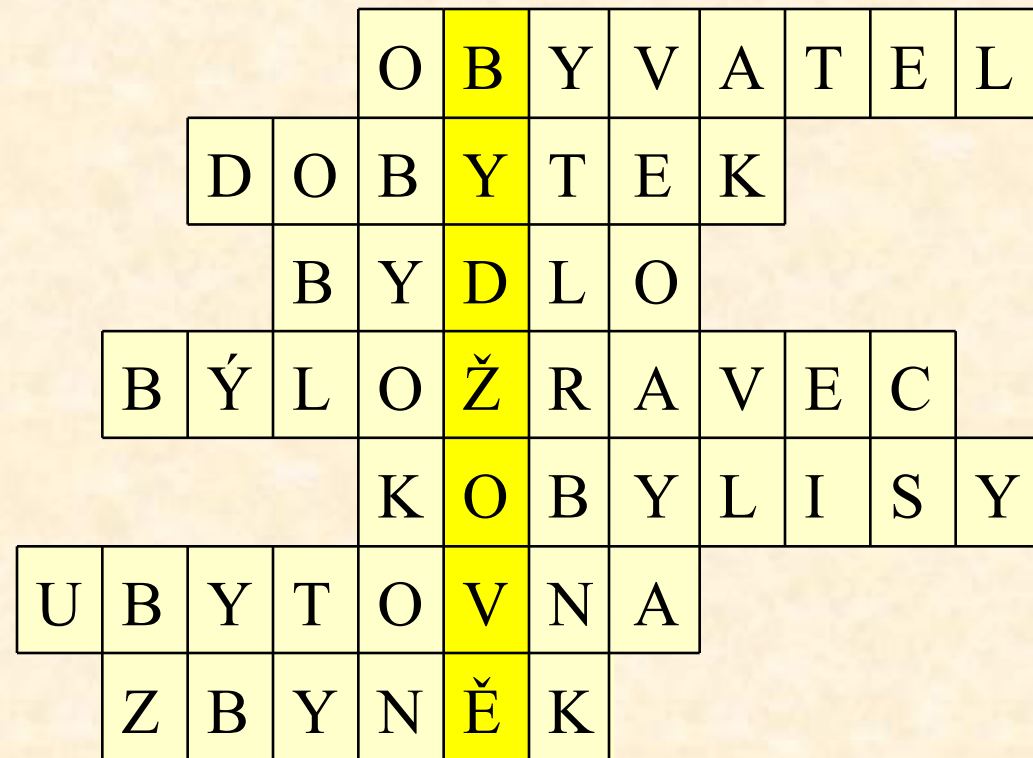 OBYVATEL
DOBYTEK
BYDLO
BÝLOŽRAVEC
KOBYLISY
UBYTOVNA
ZBYNĚK